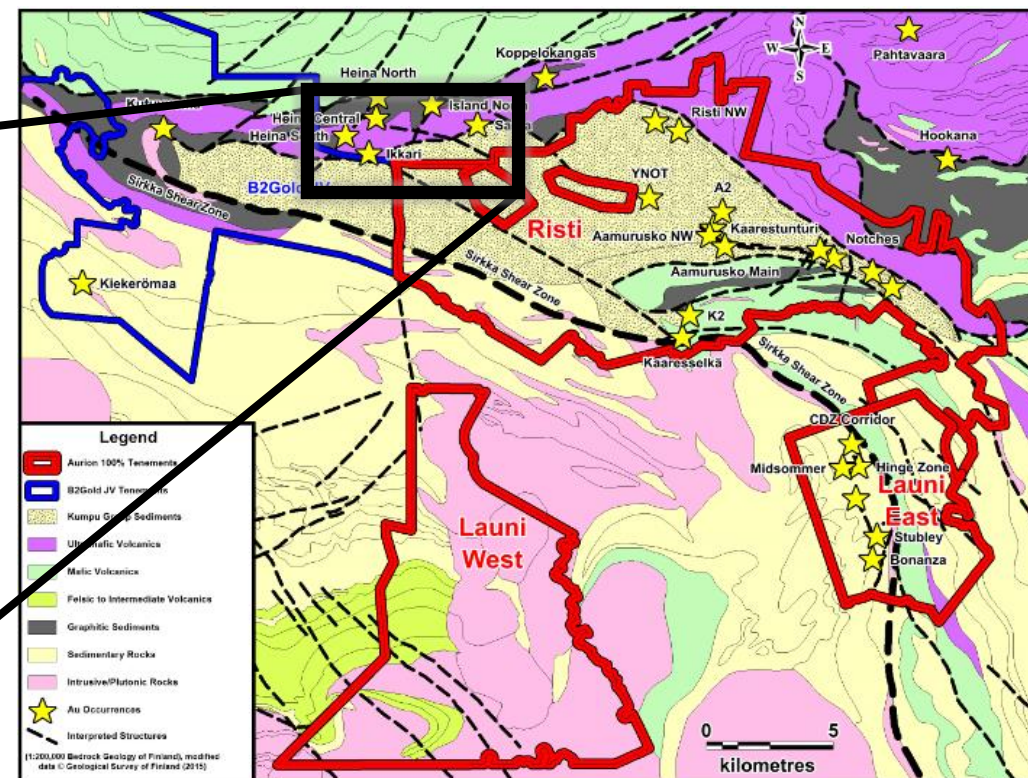 N
W E
S
Pahtavaara
Koppelokangas
Heina North
Island North
Heina Central
Heina South
Ikkari
Risti NW
Hookana
YNOT
A2
B2Gold JV
Sirkka Shear Zone
Risti
Kaarestunturi
Aamurusko NW
Notches
Aamurusko Main
Sirkka Shear Zone
Kiekerömaa
K2
Kaaresselkä
Sirkka Shear Zone
CDZ Corridor
Midsommer
Hinge Zone
Launi
East
Stubley
Bonanza
Launi
West
Legend
Aurion 100% Tenements
B2Gold JV Tenements
Kumpu Group Sediments
Ultramafic Volcanics
Mafic Volcanics
Felsic to Intermediate Volcanics
Graphitic Sediments
Sedimentary Rocks
Intrusive/Plutonic Rocks
Au Occurrences
Interpreted Structures
(1:200,000 Bedrock Geology of Finland), modified
data © Geological Survey of Finland (2015)
0 5
kilometres